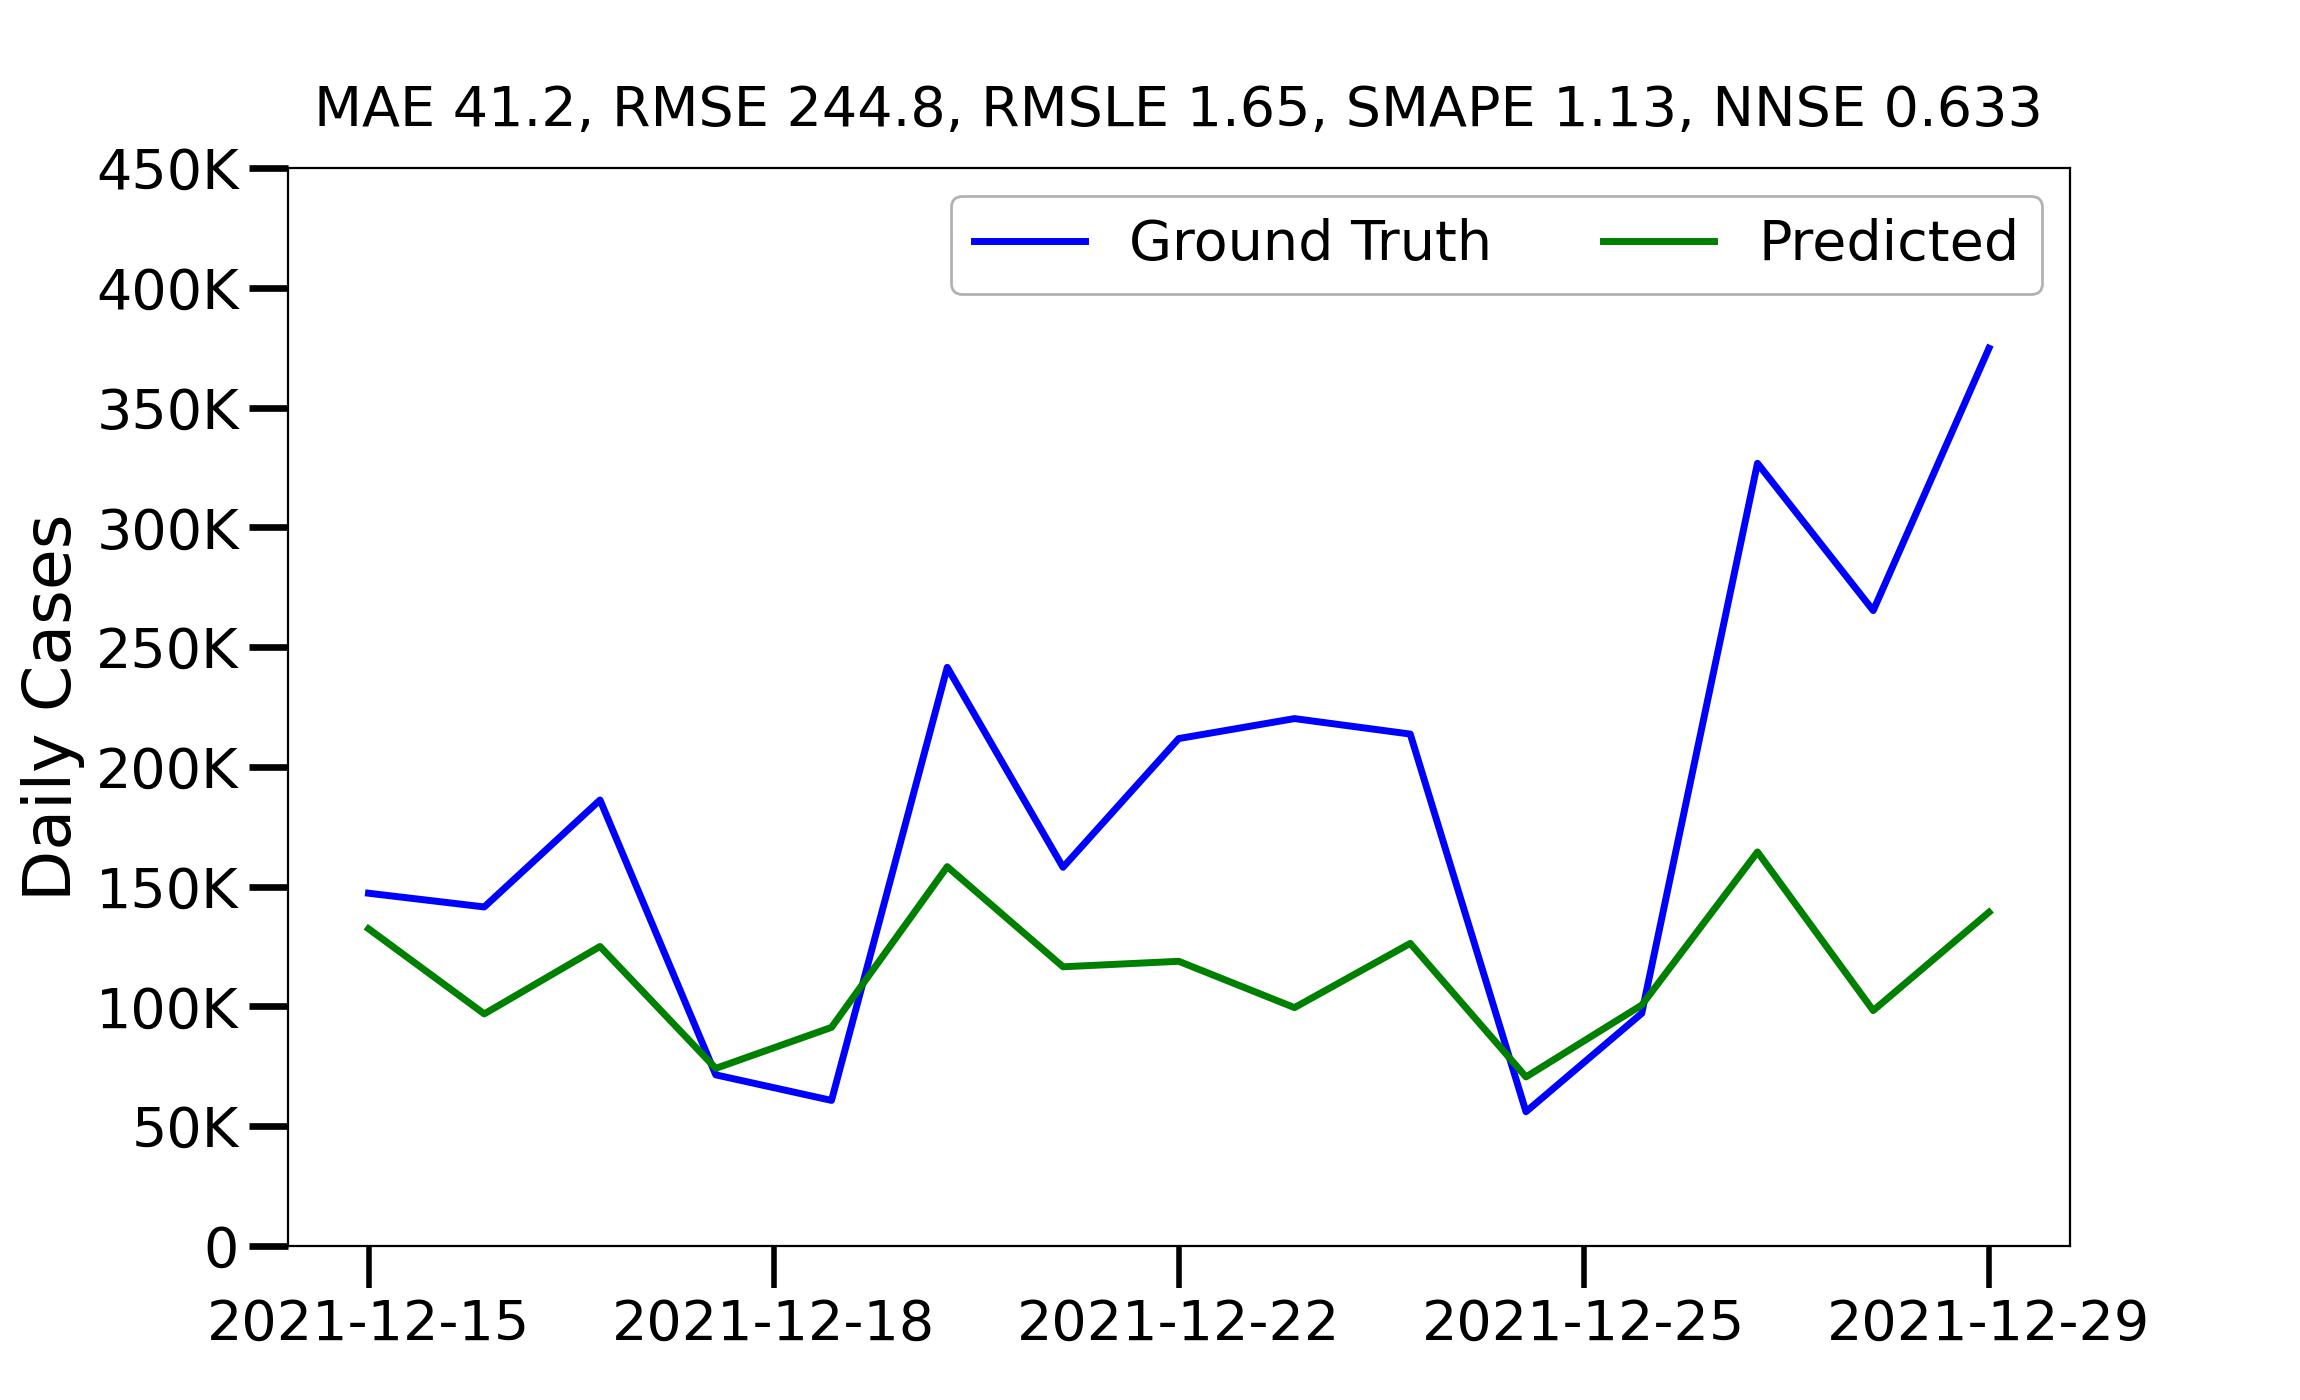 MAE 41.2, RMSE 244.8, RMSLE 1.65, SMAPE 1.13, NNSE 0.633
Ground Truth
Predicted
Daily Cases
450K
400K
350K
300K
250K
200K
150K
100K
50K
0
2021-12-15 2021-12-18 2021-12-22 2021-12-25 2021-12-29